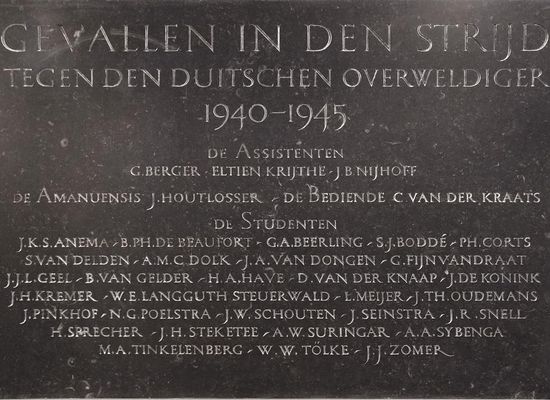 GEVALLEN IN DEN STRIJD
TEGEN DEN DUITSCHEN OVERWELDIGER
1940-1945
DE ASSISTENTEN
G.BERGER - ELTIEN KRIJTHE - J.B NIJHOFF
DE AMANUENSIS J.HOUTLOSSER - DE BEDIENDE C VAN DER KRAATS
DE STUDENTEN
J.K.S.ANEMA - B.PH.DE BEAUFORT - G.A.BEERLING - S.J.BODDÉ - PH.CORTS
S.VAN DELDEN - A.M.C.DOLK - J.A.VAN DONGEN - G.FIJNVANDRAAT
J.J.L.GEEL - B.VAN GELDER - H.A.HAVE - D.VAN DER KNAAP - J.DE KONINK
J.H.KREMER - W.E.LANGGUTH STEUERWALD - L.MEIJER - J.TH.OUDEMANS
J.PINKHOF - N.G.POELSTRA - J.W.SCHOUTEN - J.SEINSTRA - J.R.SNELL
H.SPRECHER - J.H.STEKETEE - A.W.SURINGAR - A.A.SYBENGA
M.A.TINKELENBERG - W.W.TÖLKE - J.J.ZOMER